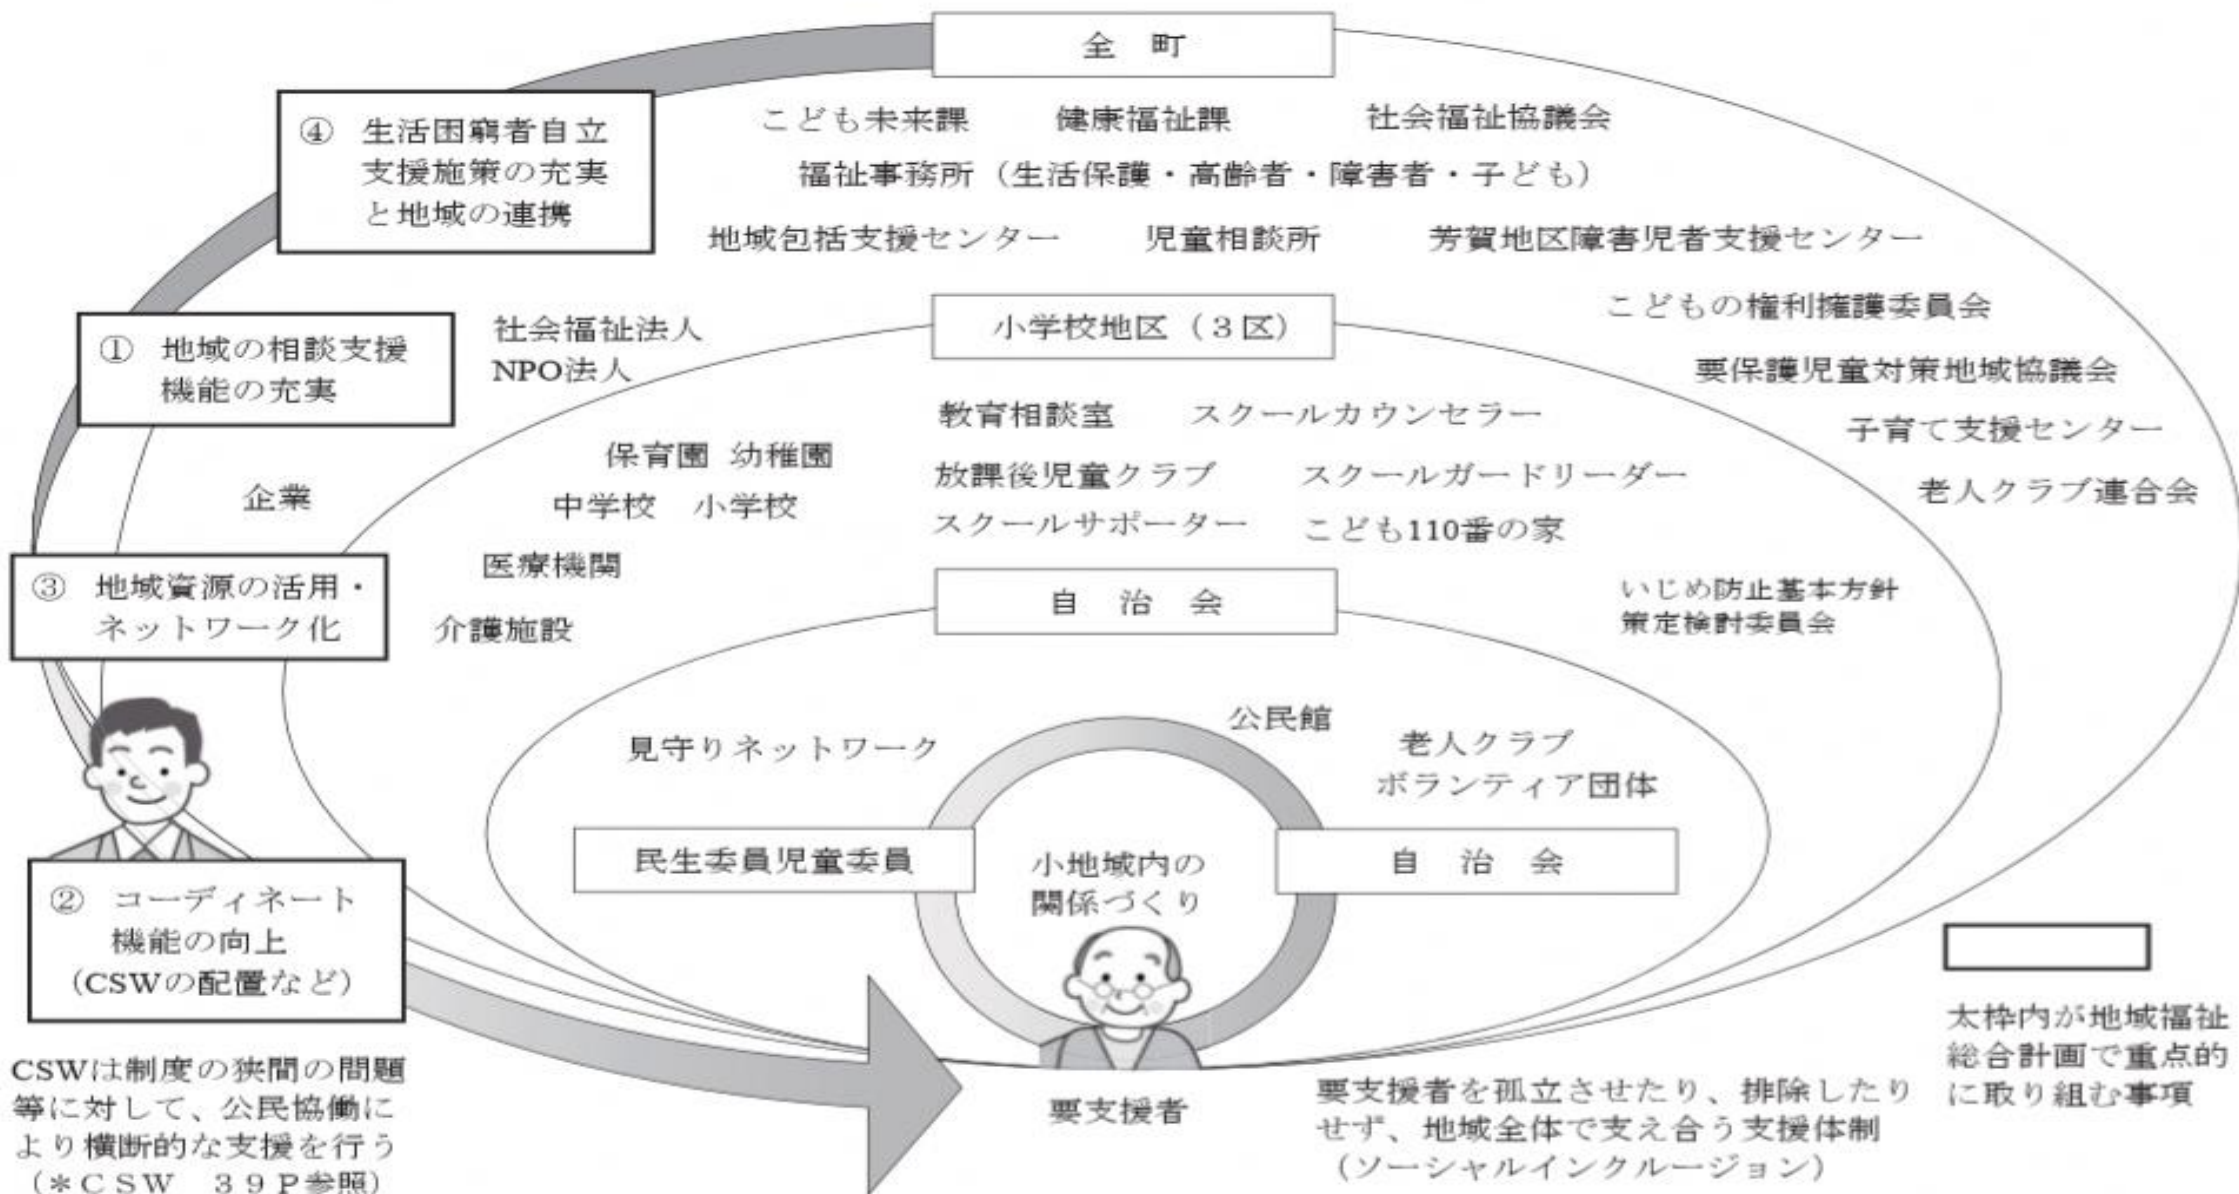 全　町
④　生活困窮者自立
支援施策の充実
と地域の連携
こども未来課　健康福祉課　社会福祉協議会
福祉事務所（生活保護・高齢者・障害者・子ども）
地域包括支援センター　児童相談所　芳賀地区障害児者支援センター
①　地域の相談支援
機能の充実
社会福祉法人
NPO法人
小学校地区（３区）
こどもの権利擁護委員会
要保護児童対策地域協議会
子育て支援センター
老人クラブ連合会
企業
保育園 幼稚園
中学校　小学校
医療機関
介護施設
教育相談室　スクールカウンセラー
放課後児童クラブ　スクールガードリーダー
スクールサポーター　こども110番の家
いじめ防止基本方針
策定検討委員会
③　地域資源の活用・
ネットワーク化
自　治　会
見守りネットワーク
公民館
老人クラブ
ボランティア団体
民生委員児童委員
小地域内の
関係づくり
自　治　会
②　コーディネート
機能の向上
（CSWの配置など）
CSWは制度の狭間の問題
等に対して、公民協働に
より横断的な支援を行う
（＊ＣＳＷ　３９Ｐ参照）
要支援者
要支援者を孤立させたり、排除したり
せず、地域全体で支え合う支援体制
（ソーシャルインクルージョン）
太枠内が地域福祉
総合計画で重点的
に取り組む事項